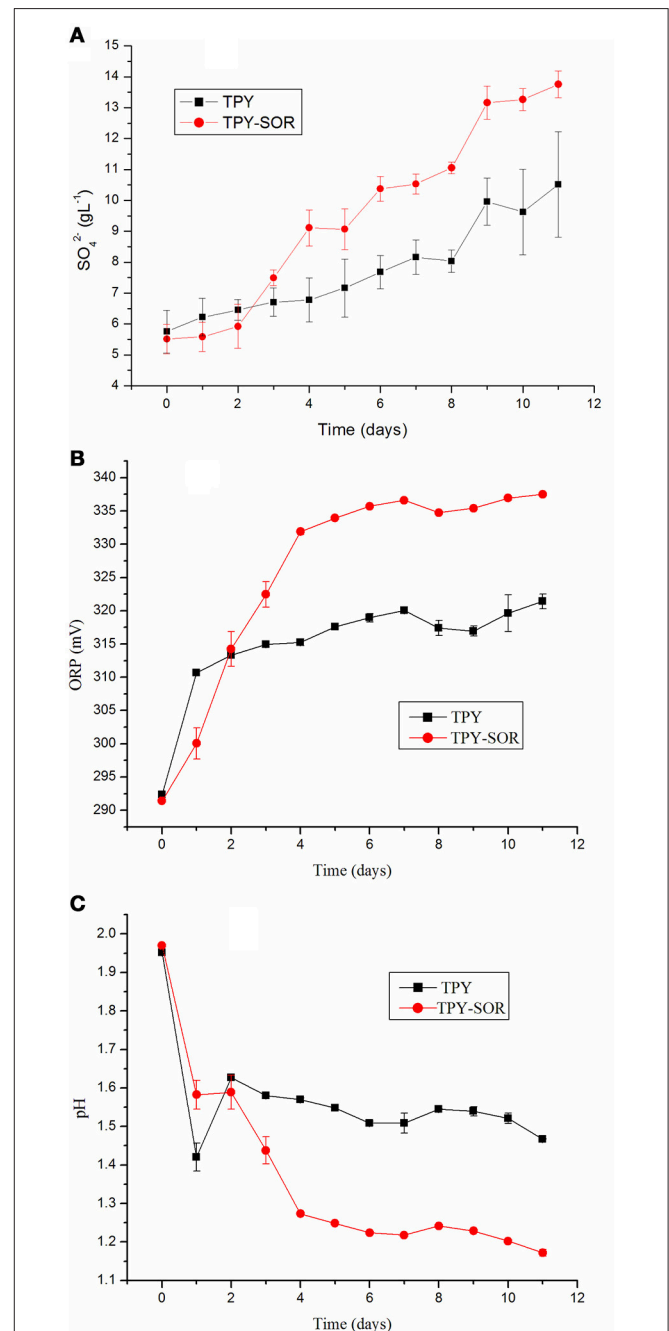 A
15
14
13
12
11
10
9
8
7
6
5
4
SO₄²⁻ (gL⁻¹)
TPY
TPY-SOR
0 2 4 6 8 10 12
Time (days)
B
340
335
330
325
320
315
310
305
300
295
290
ORP (mV)
TPY
TPY-SOR
0 2 4 6 8 10 12
Time (days)
C
2.0
1.9
1.8
1.7
1.6
1.5
1.4
1.3
1.2
1.1
pH
TPY
TPY-SOR
0 2 4 6 8 10 12
Time (days)